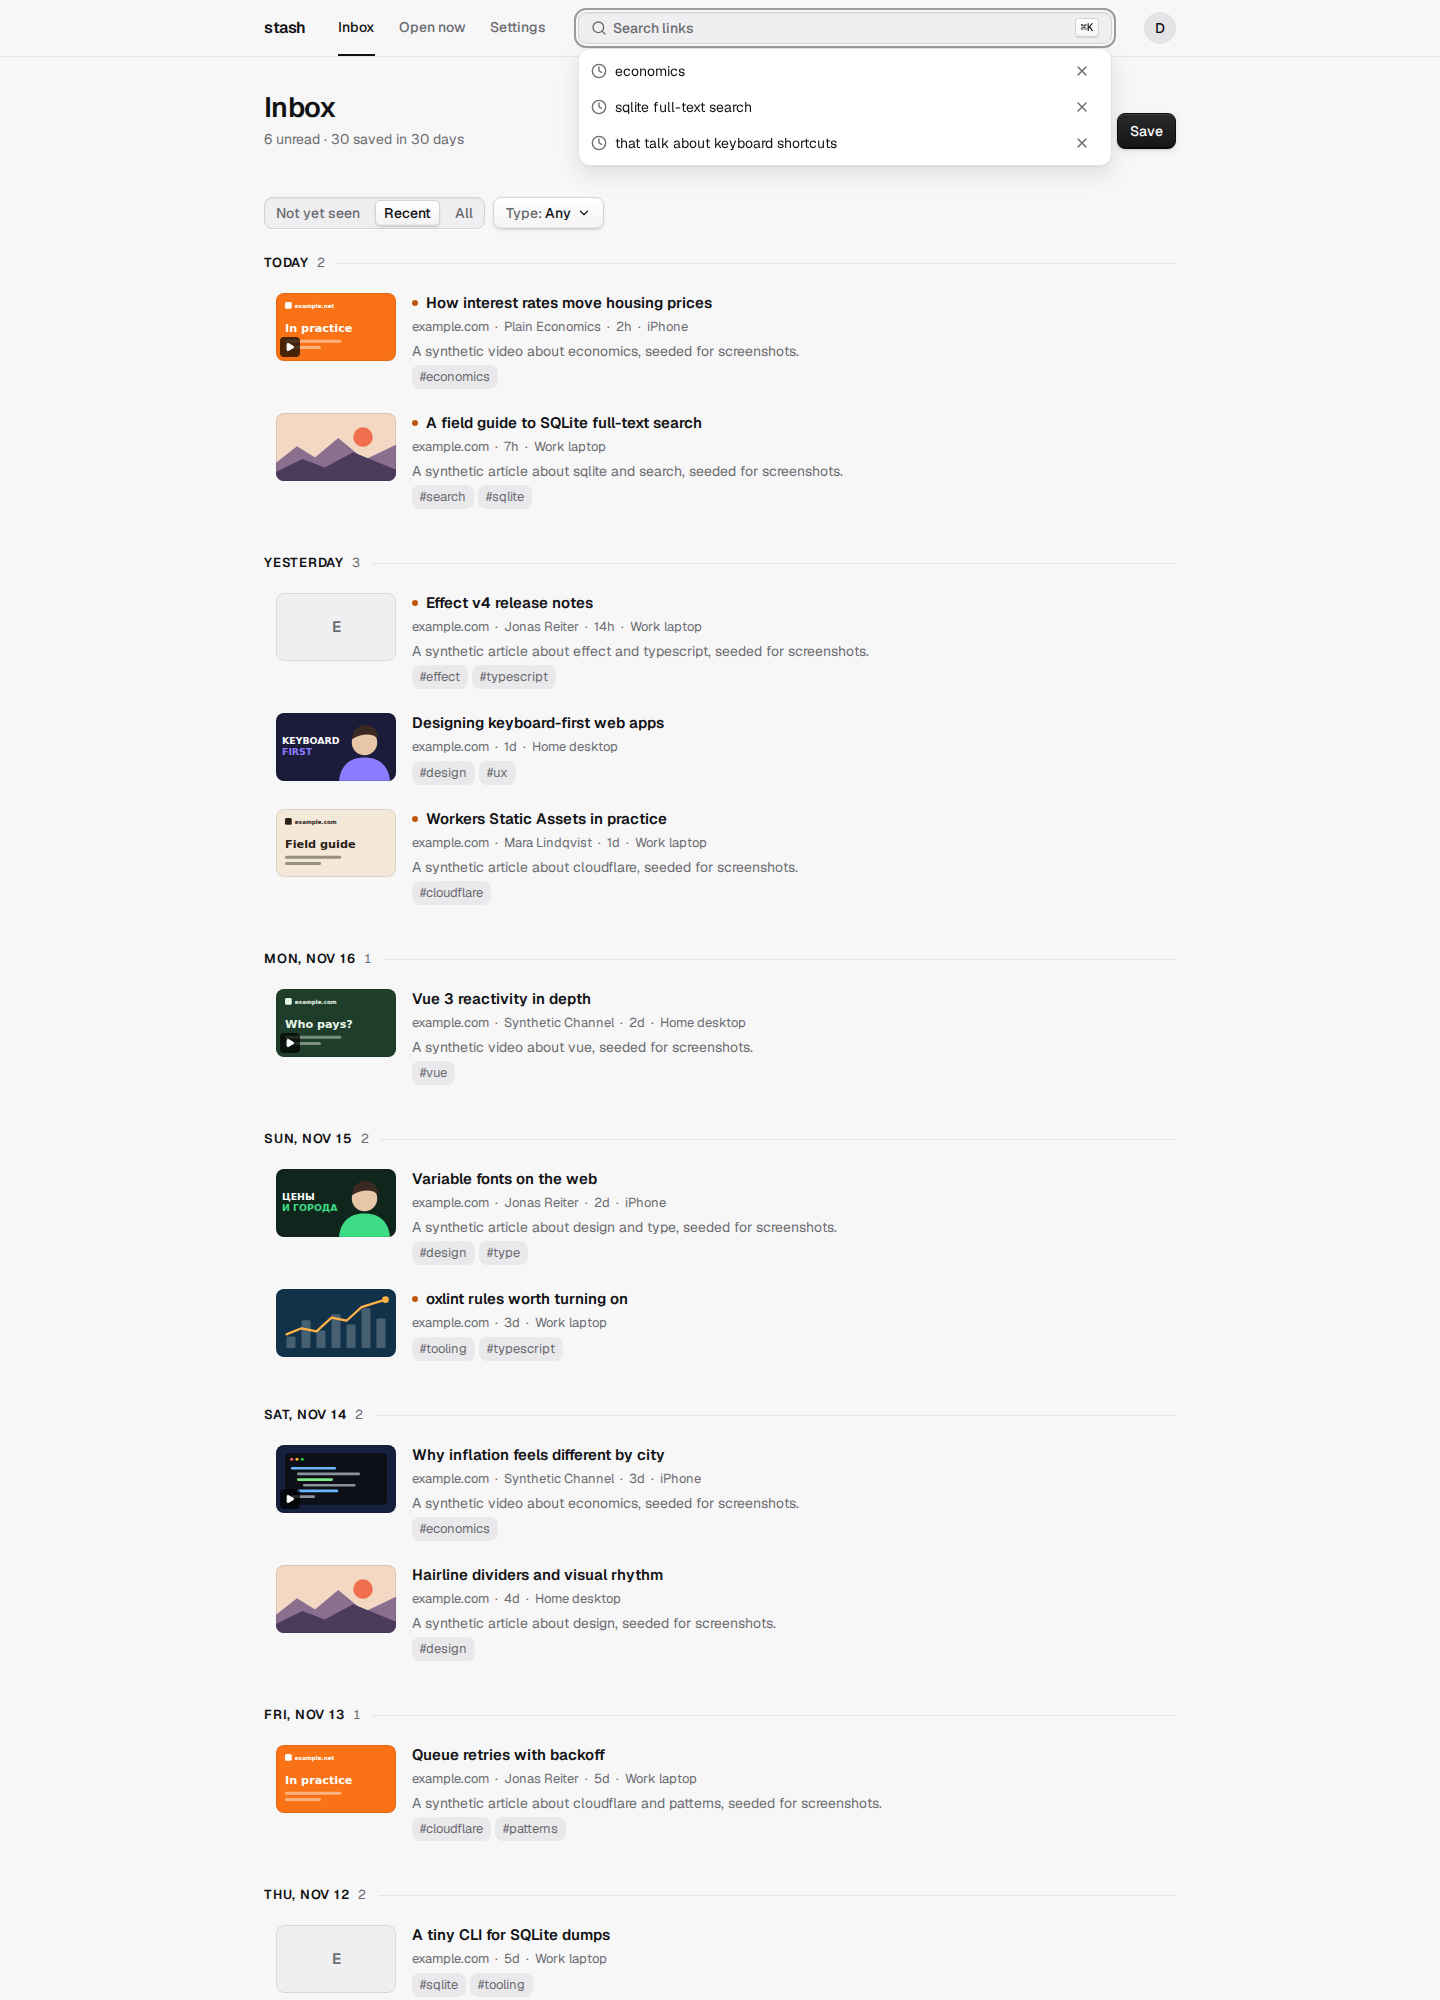 stash
Inbox
Open now
Settings
Search links
⌘K
D
economics
sqlite full-text search
that talk about keyboard shortcuts
Inbox
6 unread · 30 saved in 30 days
Save
Not yet seen
Recent
All
Type: Any
TODAY 2
example.net
In practice
How interest rates move housing prices
example.com · Plain Economics · 2h · iPhone
A synthetic video about economics, seeded for screenshots.
#economics
A field guide to SQLite full-text search
example.com · 7h · Work laptop
A synthetic article about sqlite and search, seeded for screenshots.
#search #sqlite
YESTERDAY 3
E
Effect v4 release notes
example.com · Jonas Reiter · 14h · Work laptop
A synthetic article about effect and typescript, seeded for screenshots.
#effect #typescript
KEYBOARD
FIRST
Designing keyboard-first web apps
example.com · 1d · Home desktop
#design #ux
example.com
Field guide
Workers Static Assets in practice
example.com · Mara Lindqvist · 1d · Work laptop
A synthetic article about cloudflare, seeded for screenshots.
#cloudflare
MON, NOV 16 1
example.com
Who pays?
Vue 3 reactivity in depth
example.com · Synthetic Channel · 2d · Home desktop
A synthetic video about vue, seeded for screenshots.
#vue
SUN, NOV 15 2
ЦЕНЫ
И ГОРОДА
Variable fonts on the web
example.com · Jonas Reiter · 2d · iPhone
A synthetic article about design and type, seeded for screenshots.
#design #type
oxlint rules worth turning on
example.com · 3d · Work laptop
#tooling #typescript
SAT, NOV 14 2
Why inflation feels different by city
example.com · Synthetic Channel · 3d · iPhone
A synthetic video about economics, seeded for screenshots.
#economics
Hairline dividers and visual rhythm
example.com · 4d · Home desktop
A synthetic article about design, seeded for screenshots.
#design
FRI, NOV 13 1
example.net
In practice
Queue retries with backoff
example.com · Jonas Reiter · 5d · Work laptop
A synthetic article about cloudflare and patterns, seeded for screenshots.
#cloudflare #patterns
THU, NOV 12 2
E
A tiny CLI for SQLite dumps
example.com · 5d · Work laptop
#sqlite #tooling